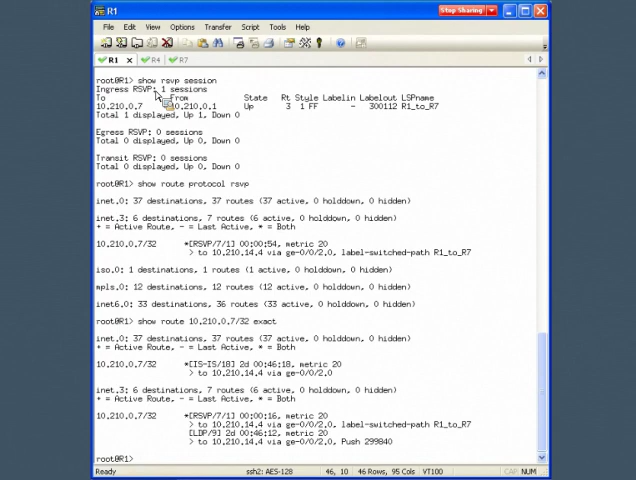 R1
Stop Sharing
File Edit View Options Transfer Script Tools Help
R1 R4 R7
root@R1> show rsvp session
Ingress RSVP: 1 sessions
To From State Rt Style Labelin Labelout LSPname
10.210.0.7 10.210.0.1 Up 3 1 FF - 300112 R1_to_R7
Total 1 displayed, Up 1, Down 0
Egress RSVP: 0 sessions
Total 0 displayed, Up 0, Down 0
Transit RSVP: 0 sessions
Total 0 displayed, Up 0, Down 0
root@R1> show route protocol rsvp
inet.0: 37 destinations, 37 routes (37 active, 0 holddown, 0 hidden)
inet.3: 6 destinations, 7 routes (6 active, 0 holddown, 0 hidden)
+ = Active Route, - = Last Active, * = Both
10.210.0.7/32 *[RSVP/7/1] 00:00:54, metric 20
> to 10.210.14.4 via ge-0/0/2.0, label-switched-path R1_to_R7
iso.0: 1 destinations, 1 routes (1 active, 0 holddown, 0 hidden)
mpls.0: 12 destinations, 12 routes (12 active, 0 holddown, 0 hidden)
inet6.0: 33 destinations, 36 routes (33 active, 0 holddown, 0 hidden)
root@R1> show route 10.210.0.7/32 exact
inet.0: 37 destinations, 37 routes (37 active, 0 holddown, 0 hidden)
+ = Active Route, - = Last Active, * = Both
10.210.0.7/32 *[IS-IS/18] 2d 00:46:18, metric 20
> to 10.210.14.4 via ge-0/0/2.0
inet.3: 6 destinations, 7 routes (6 active, 0 holddown, 0 hidden)
+ = Active Route, - = Last Active, * = Both
10.210.0.7/32 *[RSVP/7/1] 00:00:16, metric 20
> to 10.210.14.4 via ge-0/0/2.0, label-switched-path R1_to_R7
[LDP/9] 2d 00:46:12, metric 20
> to 10.210.14.4 via ge-0/0/2.0, Push 299840
root@R1>
Ready ssh2: AES-128 46, 10 46 Rows, 95 Cols VT100 CAP NUM